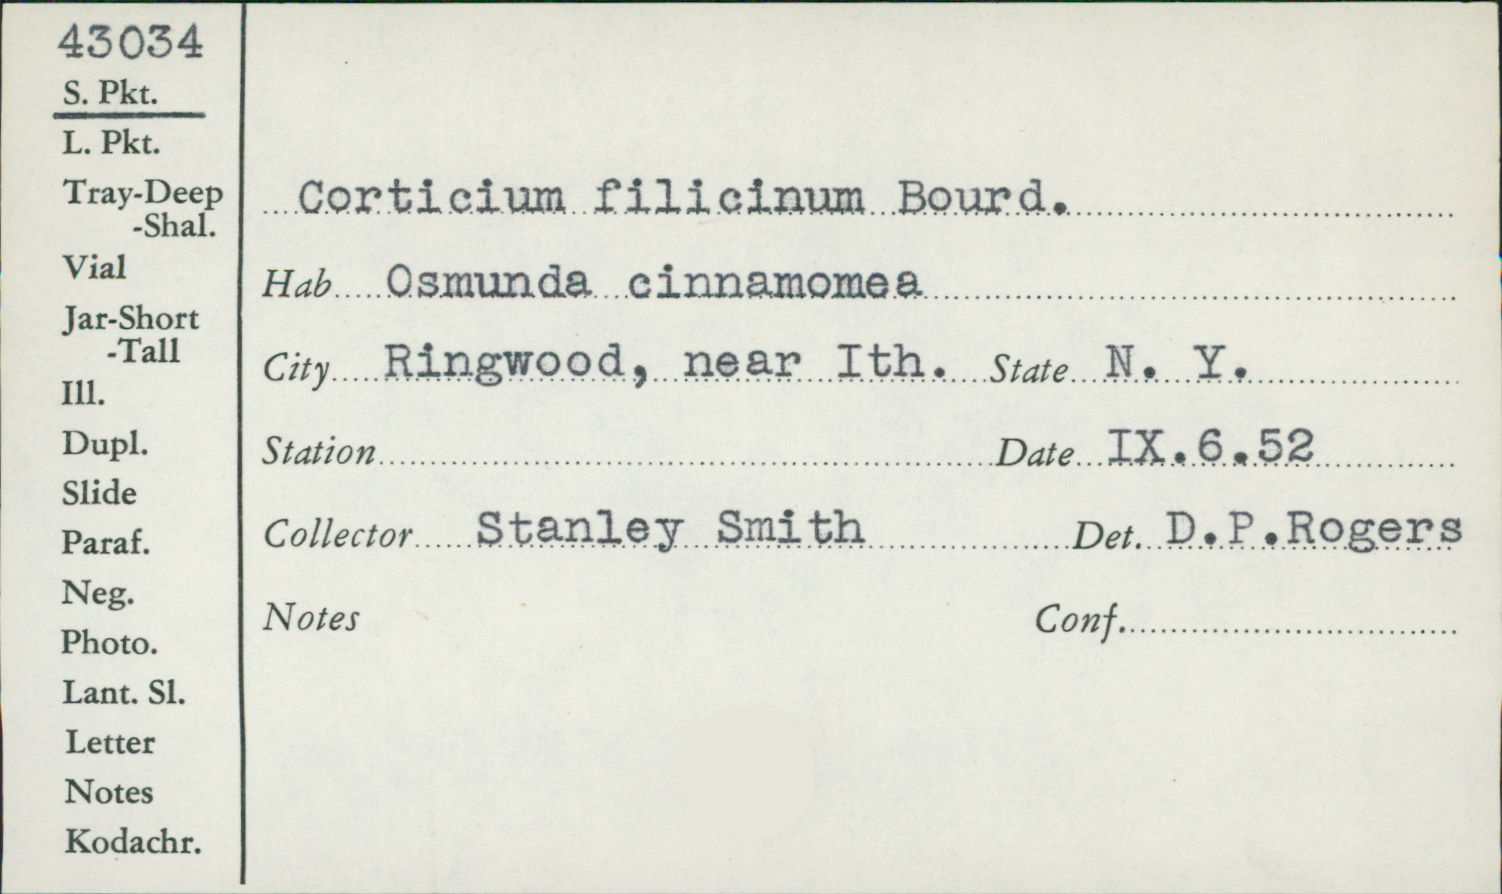 43034
S. Pkt.
L. Pkt.
Tray-Deep
-Shal.
Vial
Jar-Short
-Tall
Ill.
Dupl.
Slide
Paraf.
Neg.
Photo.
Lant. Sl.
Letter
Notes
Kodachr.
Corticium filicinum Bourd.
Hab Osmunda cinnamomea
City Ringwood, near Ith. State N. Y.
Station Date IX.6.52
Collector Stanley Smith Det. D.P.Rogers
Notes Conf.